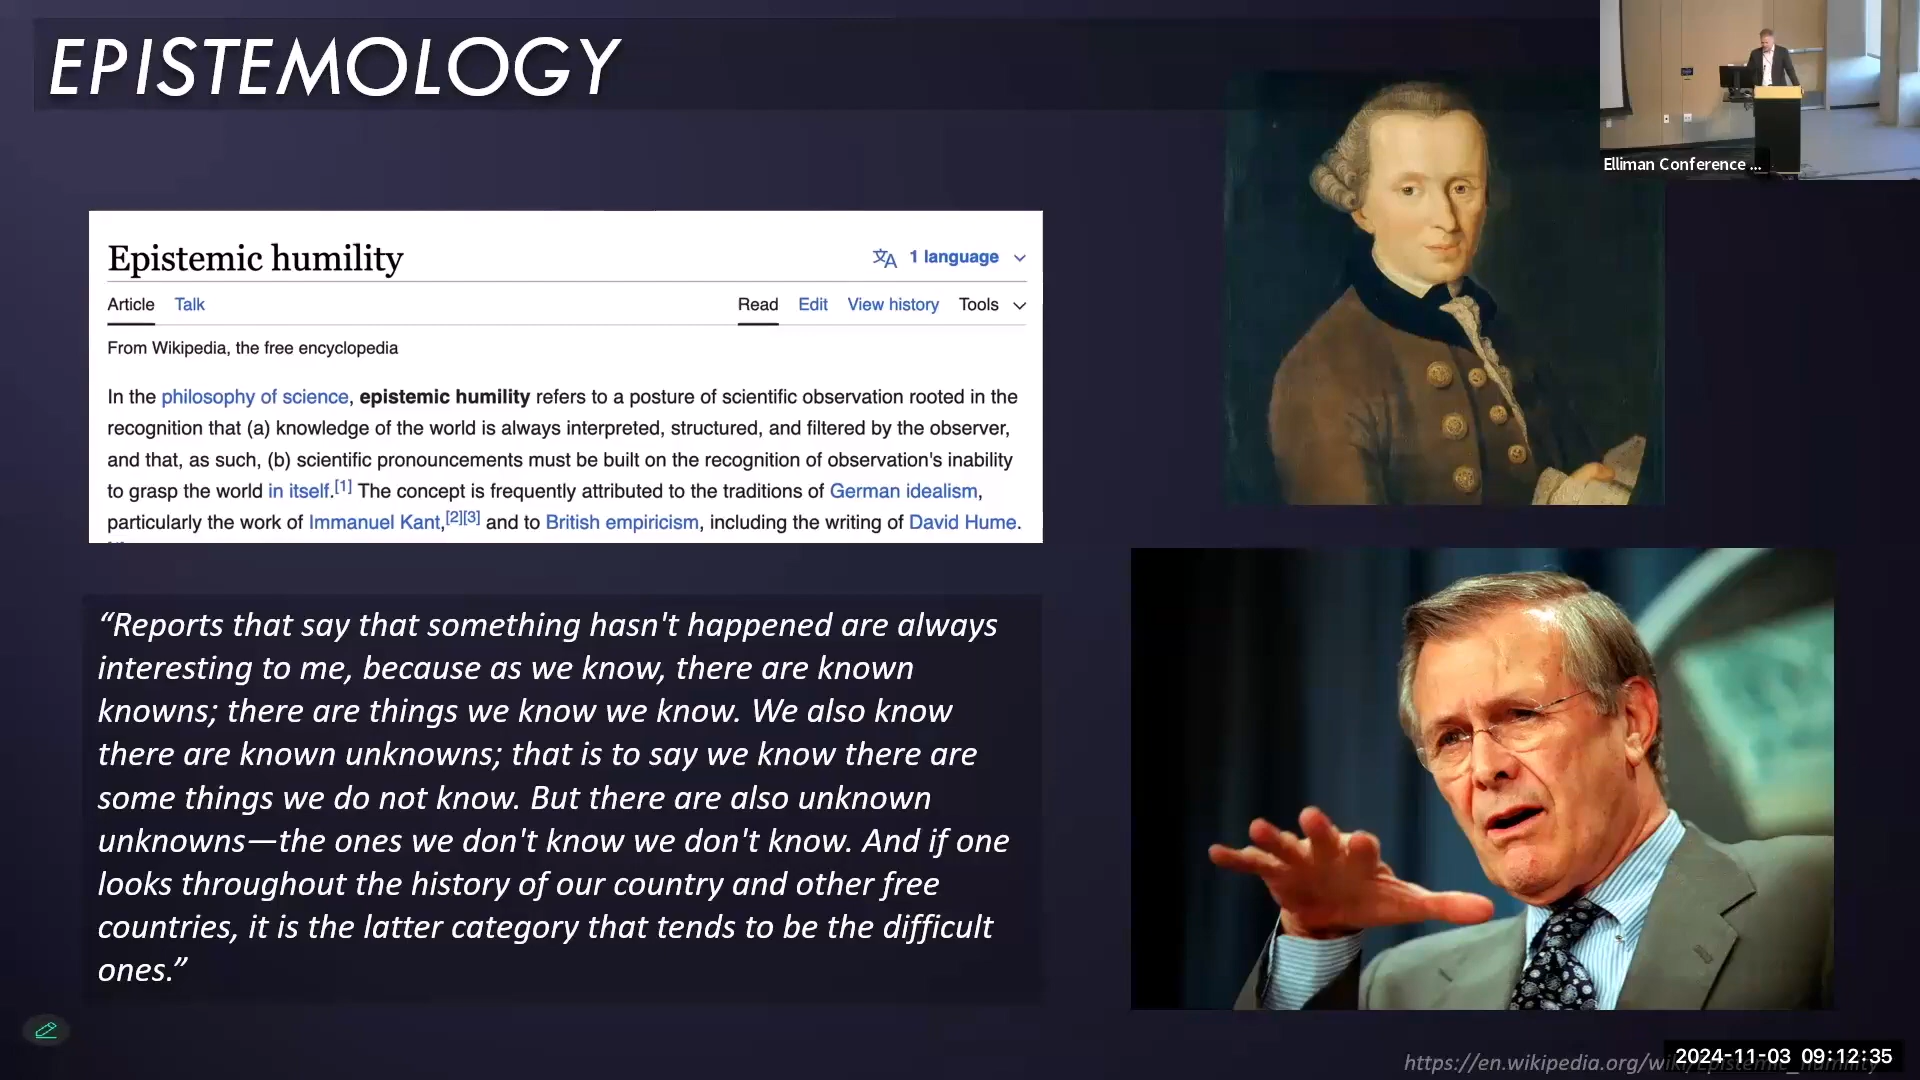 EPISTEMOLOGY
Elliman Conference ...
Epistemic humility
1 language
Article Talk Read Edit View history Tools
From Wikipedia, the free encyclopedia
In the philosophy of science, epistemic humility refers to a posture of scientific observation rooted in the
recognition that (a) knowledge of the world is always interpreted, structured, and filtered by the observer,
and that, as such, (b) scientific pronouncements must be built on the recognition of observation's inability
to grasp the world in itself.[1] The concept is frequently attributed to the traditions of German idealism,
particularly the work of Immanuel Kant,[2][3] and to British empiricism, including the writing of David Hume.
“Reports that say that something hasn't happened are always
interesting to me, because as we know, there are known
knowns; there are things we know we know. We also know
there are known unknowns; that is to say we know there are
some things we do not know. But there are also unknown
unknowns—the ones we don't know we don't know. And if one
looks throughout the history of our country and other free
countries, it is the latter category that tends to be the difficult
ones.”
https://en.wikipedia.org/wiki/Epistemic_humility
2024-11-03 09:12:35